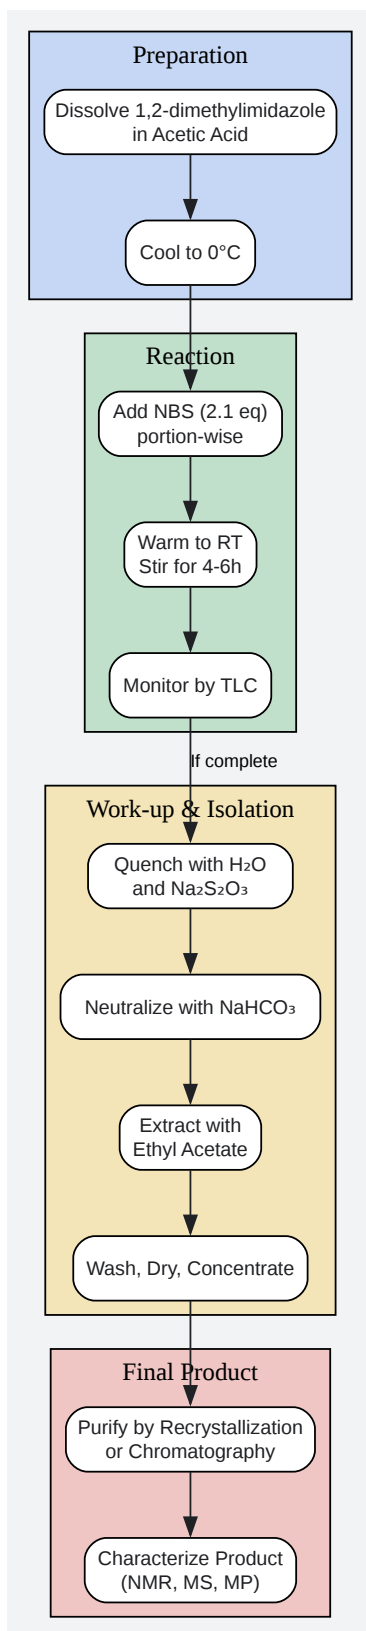 Preparation
Dissolve 1,2-dimethylimidazole
in Acetic Acid
Cool to 0°C
Reaction
Add NBS (2.1 eq)
portion-wise
Warm to RT
Stir for 4-6h
Monitor by TLC
If complete
Work-up & Isolation
Quench with H₂O
and Na₂S₂O₃
Neutralize with NaHCO₃
Extract with
Ethyl Acetate
Wash, Dry, Concentrate
Final Product
Purify by Recrystallization
or Chromatography
Characterize Product
(NMR, MS, MP)